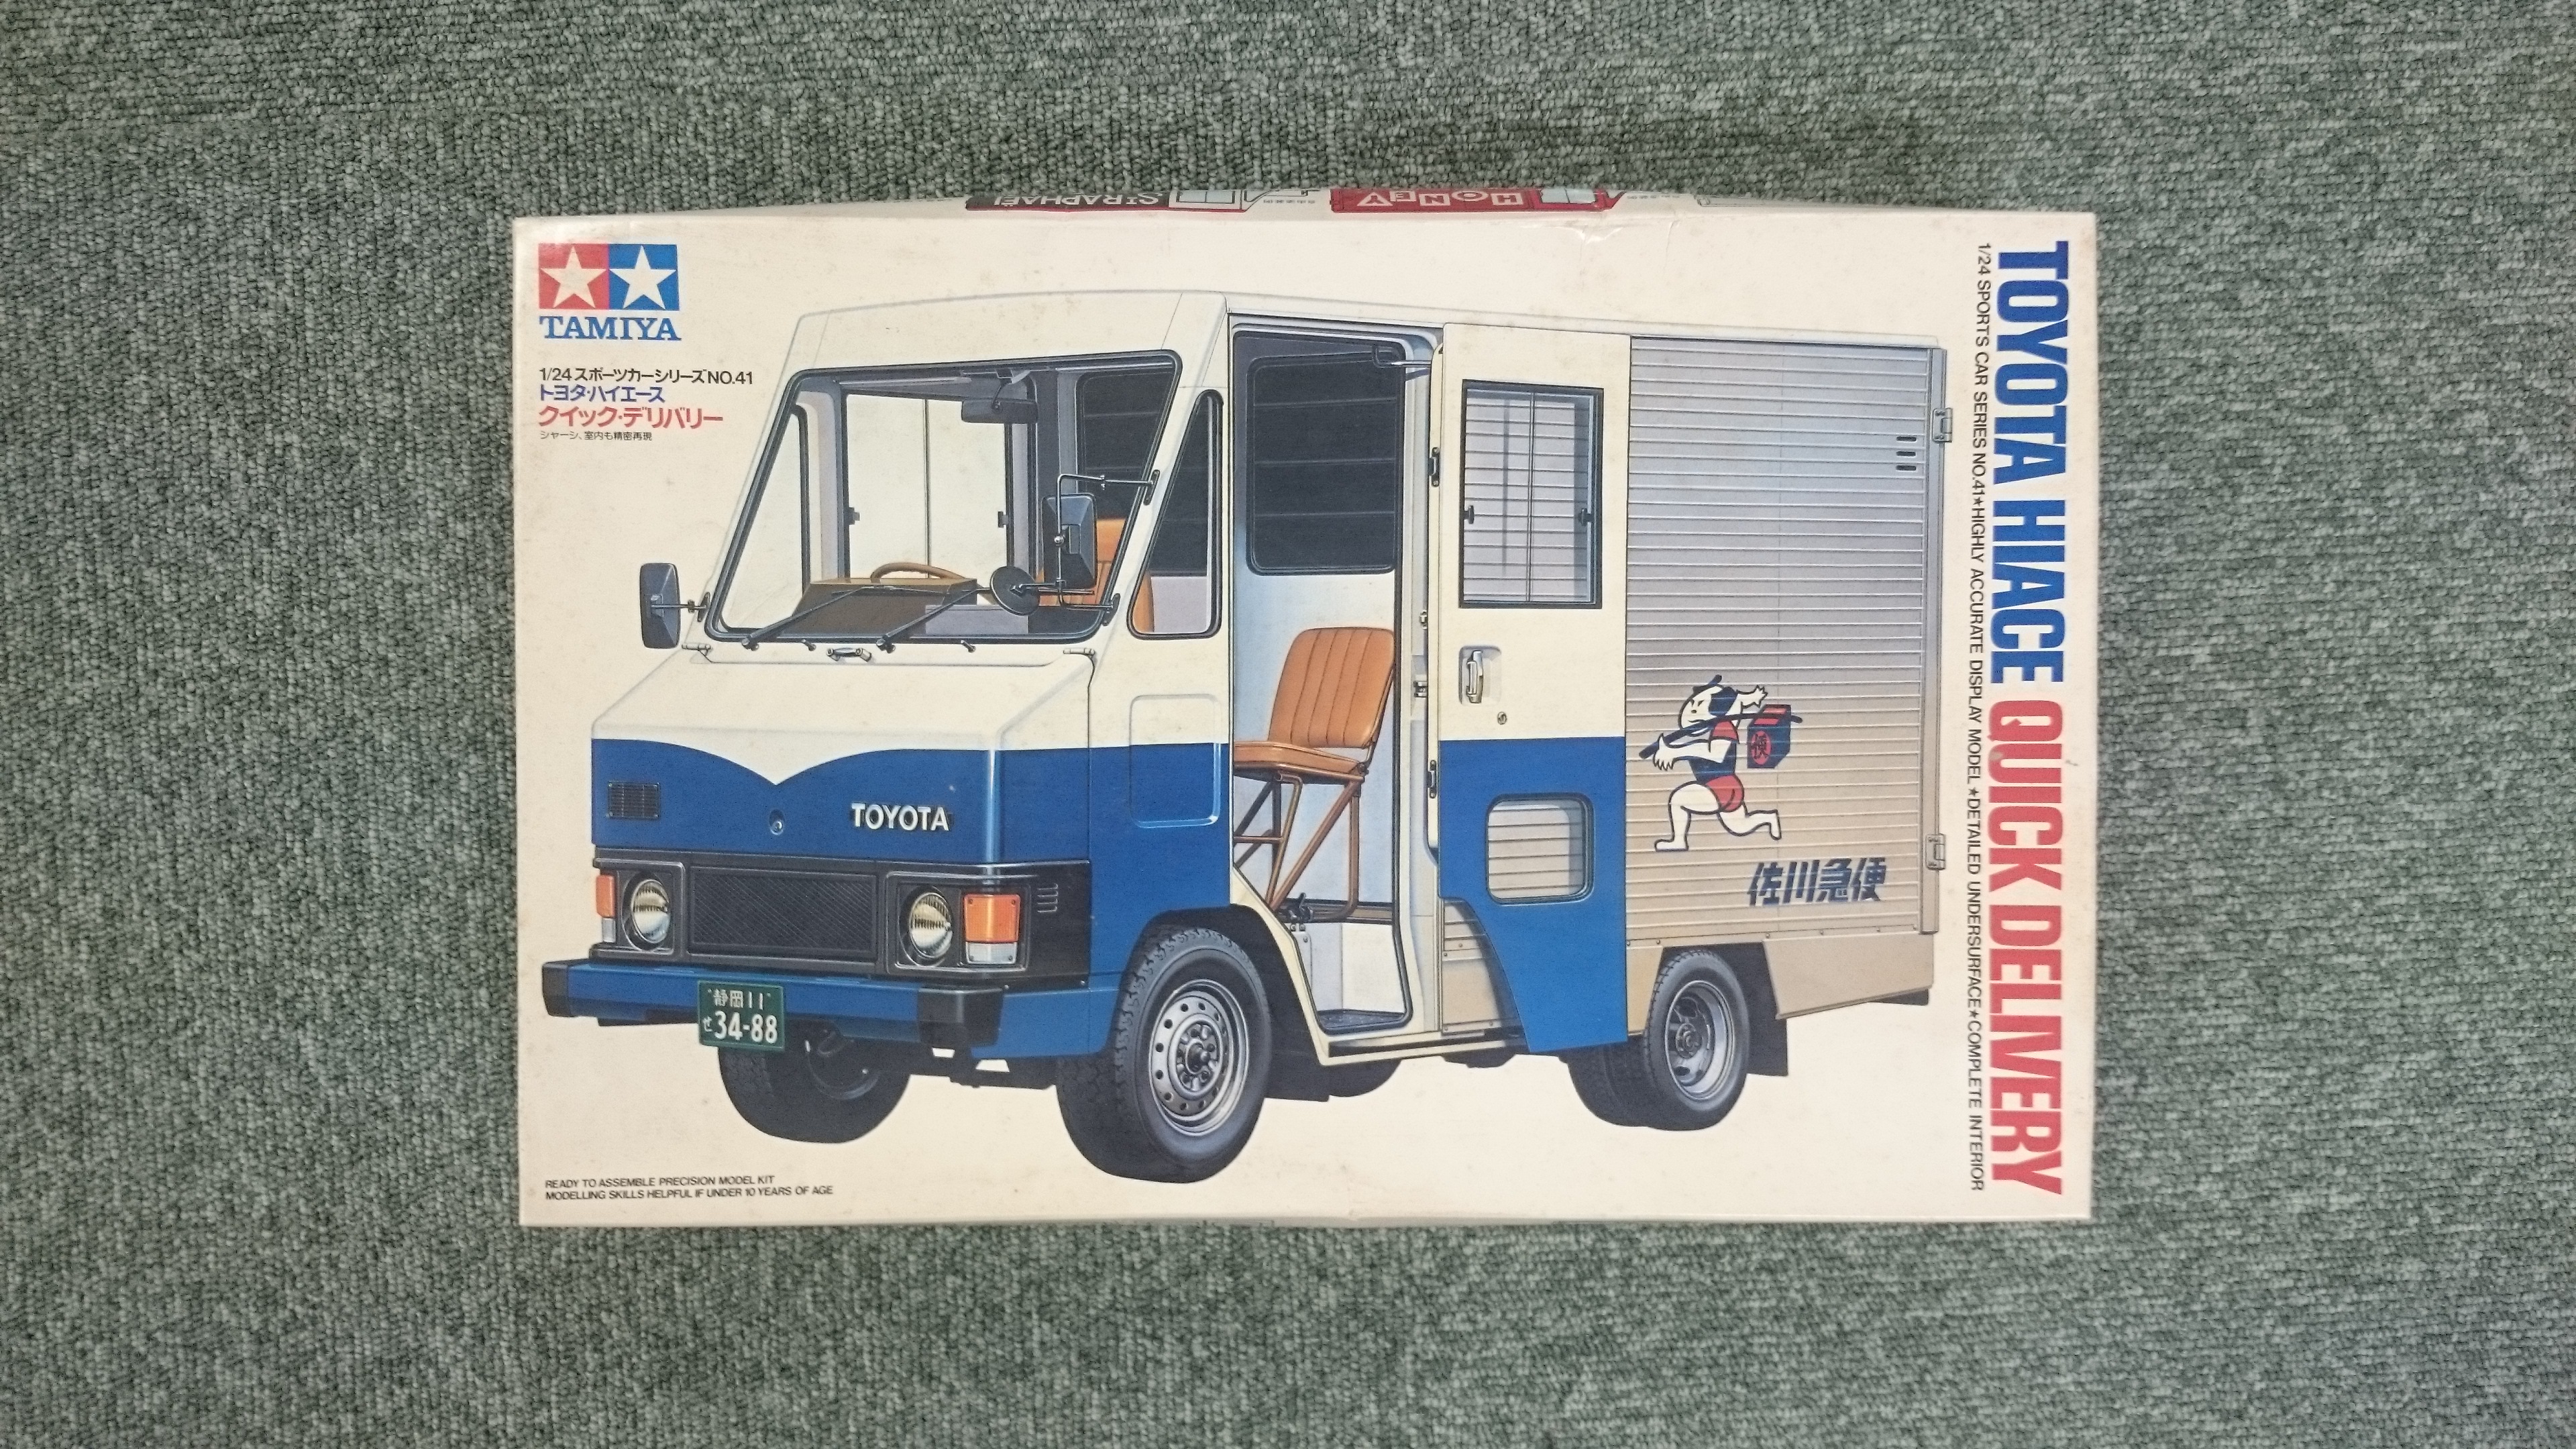 TAMIYA
1/24 スポーツカーシリーズNO.41
トヨタ・ハイエース
クイック・デリバリー
シャーシ、室内も精密再現
TOYOTA HIACE QUICK DELIVERY
1/24 SPORTS CAR SERIES NO.41★HIGHLY ACCURATE DISPLAY MODEL ★DETAILED UNDERSURFACE★COMPLETE INTERIOR
TOYOTA
便
佐川急便
静岡11
せ34-88
READY TO ASSEMBLE PRECISION MODEL KIT
MODELLING SKILLS HELPFUL IF UNDER 10 YEARS OF AGE
St RAPHAËL
HONEY